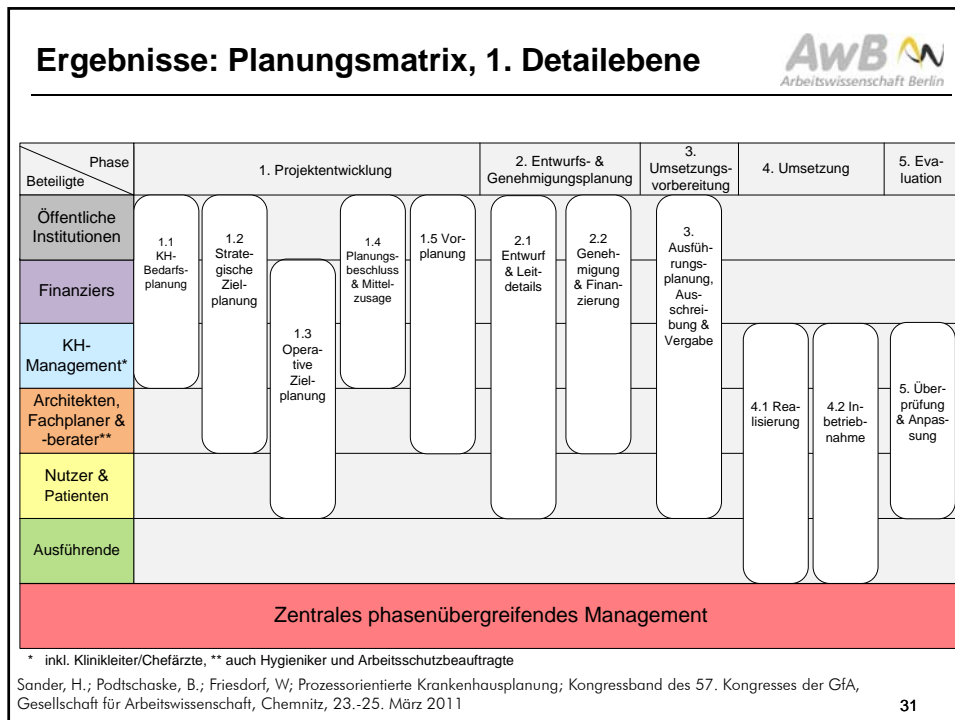 Ergebnisse: Planungsmatrix, 1. Detailebene
AwB
Arbeitswissenschaft Berlin
Phase
Beteiligte
1. Projektentwicklung
2. Entwurfs- &
Genehmigungsplanung
3.
Umsetzungs-
vorbereitung
4. Umsetzung
5. Eva-
luation
Öffentliche
Institutionen
Finanziers
KH-
Management*
Architekten,
Fachplaner &
-berater**
Nutzer &
Patienten
Ausführende
1.1
KH-
Bedarfs-
planung
1.2
Strate-
gische
Ziel-
planung
1.3
Opera-
tive
Ziel-
planung
1.4
Planungs-
beschluss
& Mittel-
zusage
1.5 Vor-
planung
2.1
Entwurf
& Leit-
details
2.2
Geneh-
migung
& Finan-
zierung
3.
Ausfüh-
rungs-
planung,
Aus-
schrei-
bung &
Vergabe
4.1 Rea-
lisierung
4.2 In-
betrieb-
nahme
5. Über-
prüfung
& Anpas-
sung
Zentrales phasenübergreifendes Management
* inkl. Klinikleiter/Chefärzte, ** auch Hygieniker und Arbeitsschutzbeauftragte
Sander, H.; Podtschaske, B.; Friesdorf, W; Prozessorientierte Krankenhausplanung; Kongressband des 57. Kongresses der GfA,
Gesellschaft für Arbeitswissenschaft, Chemnitz, 23.-25. März 2011
31